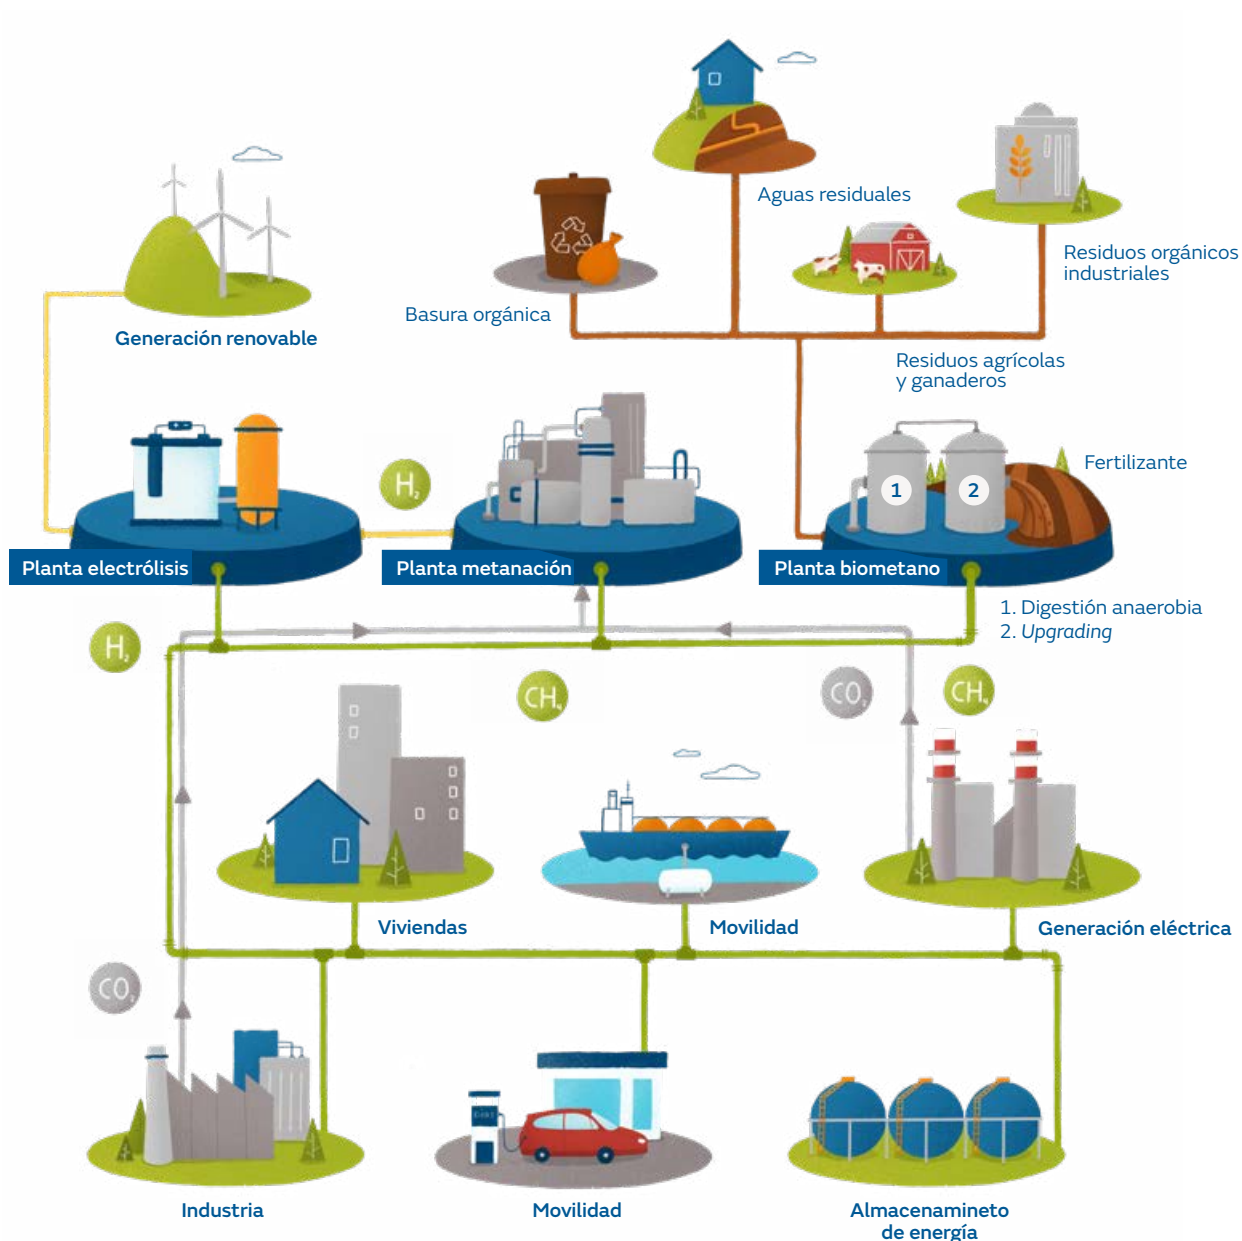 Aguas residuales
Residuos orgánicos
industriales
Basura orgánica
Generación renovable
Residuos agrícolas
y ganaderos
H₂
1
2
Fertilizante
Planta electrólisis
Planta metanación
Planta biometano
1. Digestión anaerobia
2. Upgrading
H₂
CH₄
CO₂
CH₄
Viviendas
Movilidad
Generación eléctrica
CO₂
Industria
Movilidad
Almacenamineto
de energía